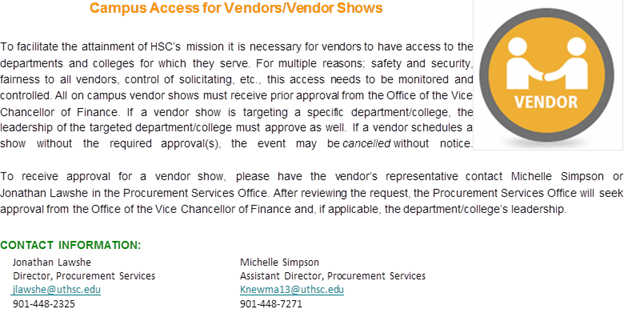 Campus Access for Vendors/Vendor Shows
To facilitate the attainment of HSC's mission it is necessary for vendors to have access to the
departments and colleges for which they serve. For multiple reasons; safety and security,
fairness to all vendors, control of solicitating, etc., this access needs to be monitored and
controlled. All on campus vendor shows must receive prior approval from the Office of the Vice
Chancellor of Finance. If a vendor show is targeting a specific department/college, the
leadership of the targeted department/college must approve as well. If a vendor schedules a
show without the required approval(s), the event may be cancelled without notice.
VENDOR
To receive approval for a vendor show, please have the vendor's representative contact Michelle Simpson or
Jonathan Lawshe in the Procurement Services Office. After reviewing the request, the Procurement Services Office will seek
approval from the Office of the Vice Chancellor of Finance and, if applicable, the department/college's leadership.
CONTACT INFORMATION:
Jonathan Lawshe
Director, Procurement Services
jlawshe@uthsc.edu
901-448-2325
Michelle Simpson
Assistant Director, Procurement Services
Knewma13@uthsc.edu
901-448-7271